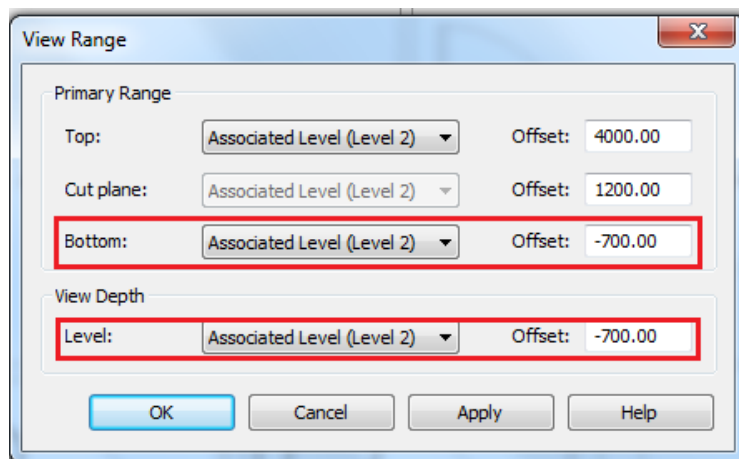 View Range
Primary Range
Top: Associated Level (Level 2) Offset: 4000.00
Cut plane: Associated Level (Level 2) Offset: 1200.00
Bottom: Associated Level (Level 2) Offset: -700.00
View Depth
Level: Associated Level (Level 2) Offset: -700.00
OK Cancel Apply Help